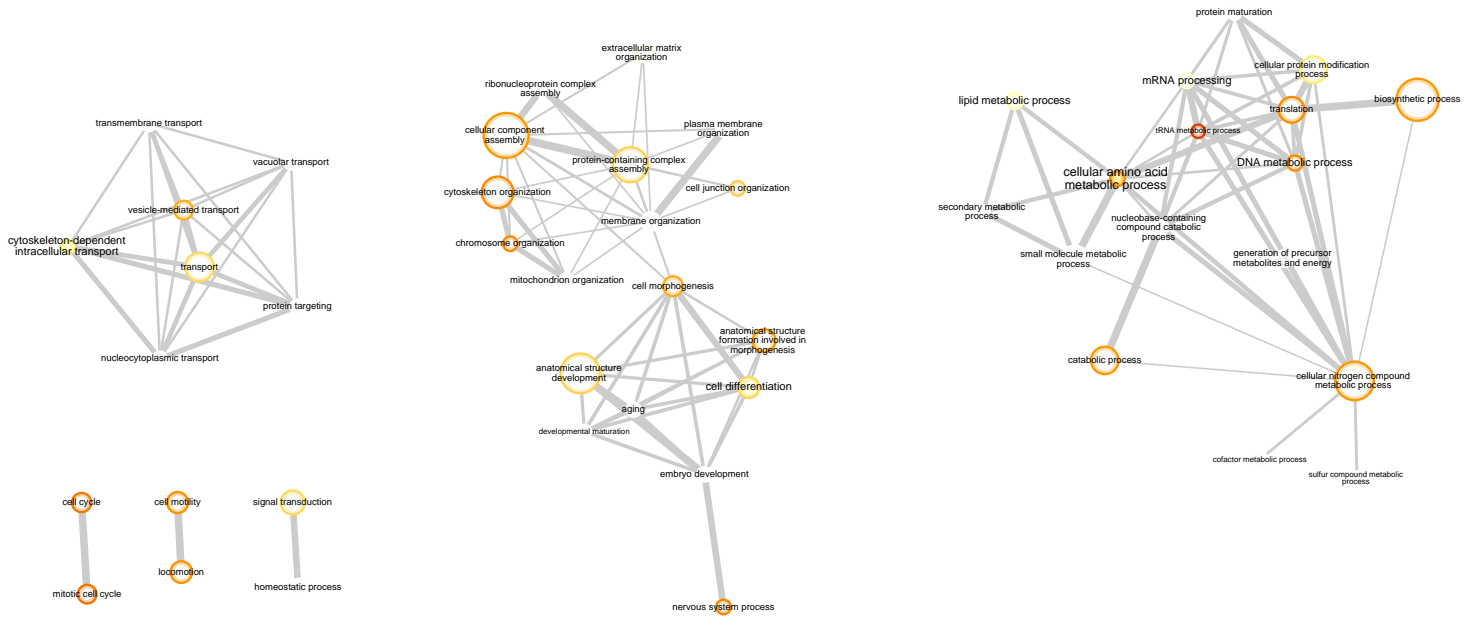 transmembrane transport
vacuolar transport
vesicle-mediated transport
cytoskeleton-dependent
intracellular transport
transport
protein targeting
nucleocytoplasmic transport
cell cycle
mitotic cell cycle
cell motility
locomotion
signal transduction
homeostatic process
extracellular matrix
organization
ribonucleoprotein complex
assembly
cellular component
assembly
plasma membrane
organization
protein-containing complex
assembly
cytoskeleton organization
cell junction organization
membrane organization
chromosome organization
mitochondrion organization
cell morphogenesis
anatomical structure
formation involved in
morphogenesis
anatomical structure
development
cell differentiation
aging
developmental maturation
embryo development
nervous system process
protein maturation
cellular protein modification
process
mRNA processing
lipid metabolic process
biosynthetic process
translation
tRNA metabolic process
DNA metabolic process
cellular amino acid
metabolic process
secondary metabolic
process
nucleobase-containing
compound catabolic
process
small molecule metabolic
process
generation of precursor
metabolites and energy
catabolic process
cellular nitrogen compound
metabolic process
cofactor metabolic process
sulfur compound metabolic
process